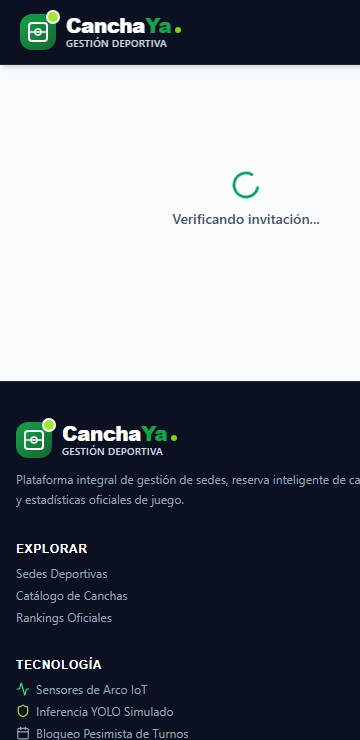 CanchaYa
GESTIÓN DEPORTIVA
Verificando invitación...
CanchaYa
GESTIÓN DEPORTIVA
Plataforma integral de gestión de sedes, reserva inteligente de ca
y estadísticas oficiales de juego.
EXPLORAR
Sedes Deportivas
Catálogo de Canchas
Rankings Oficiales
TECNOLOGÍA
Sensores de Arco IoT
Inferencia YOLO Simulado
Bloqueo Pesimista de Turnos